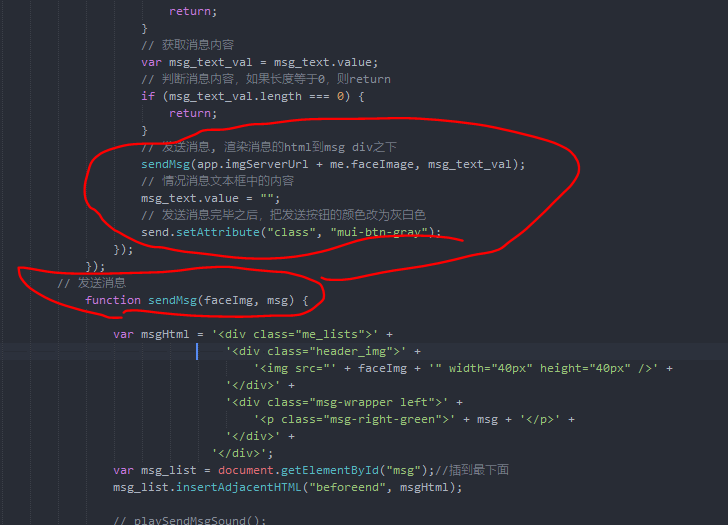 return;
}
// 获取消息内容
var msg_text_val = msg_text.value;
// 判断消息内容，如果长度等于0，则return
if (msg_text_val.length === 0) {
return;
}
// 发送消息, 渲染消息的html到msg div之下
sendMsg(app.imgServerUrl + me.faceImage, msg_text_val);
// 情况消息文本框中的内容
msg_text.value = "";
// 发送消息完毕之后，把发送按钮的颜色改为灰白色
send.setAttribute("class", "mui-btn-gray");
});
});
// 发送消息
function sendMsg(faceImg, msg) {
var msgHtml = '<div class="me_lists">' +
'<div class="header_img">' +
'<img src="' + faceImg + '" width="40px" height="40px" />' +
'</div>' +
'<div class="msg-wrapper left">' +
'<p class="msg-right-green">' + msg + '</p>' +
'</div>' +
'</div>';
var msg_list = document.getElementById("msg");//插到最下面
msg_list.insertAdjacentHTML("beforeend", msgHtml);
// playSendMsgSound();